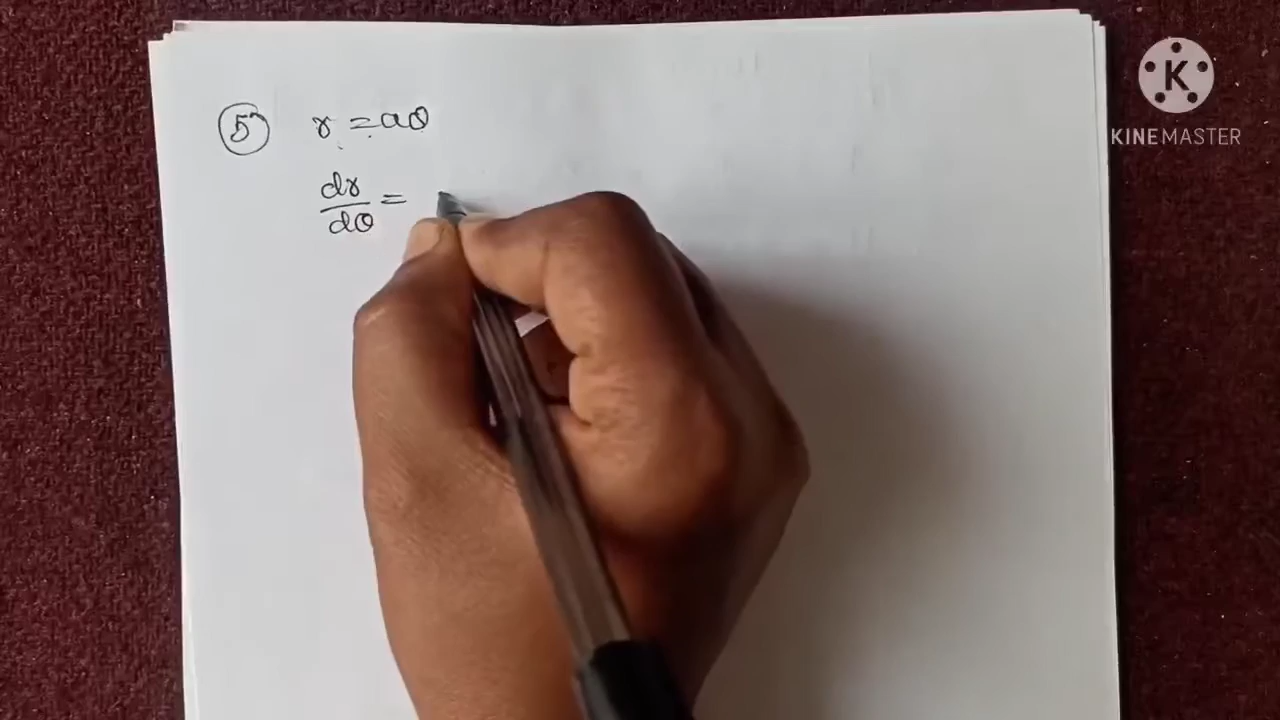 ⑤ r = aθ
dr/dθ =
K
KINEMASTER